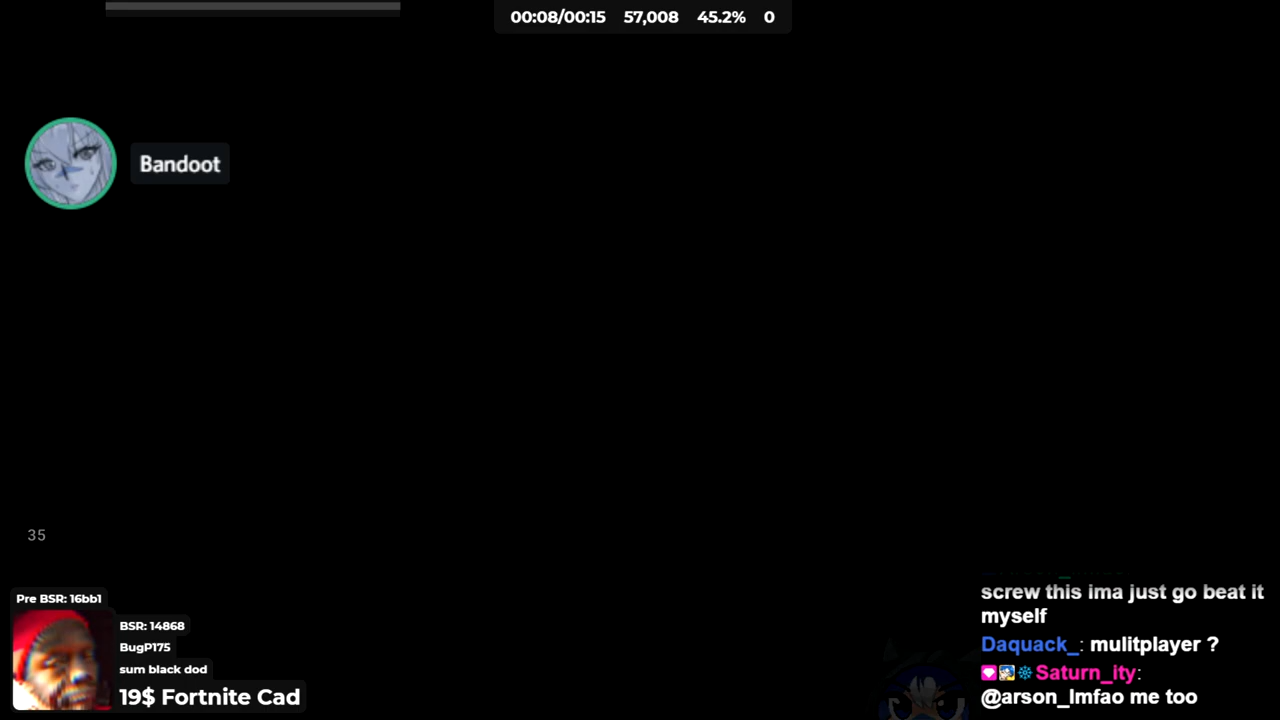 00:08/00:15 57,008 45.2% 0
Bandoot
35
Pre BSR: 16bb1
BSR: 14868
BugP175
sum black dod
19$ Fortnite Cad
screw this ima just go beat it
myself
Daquack_: mulitplayer ?
Saturn_ity:
@arson_lmfao me too